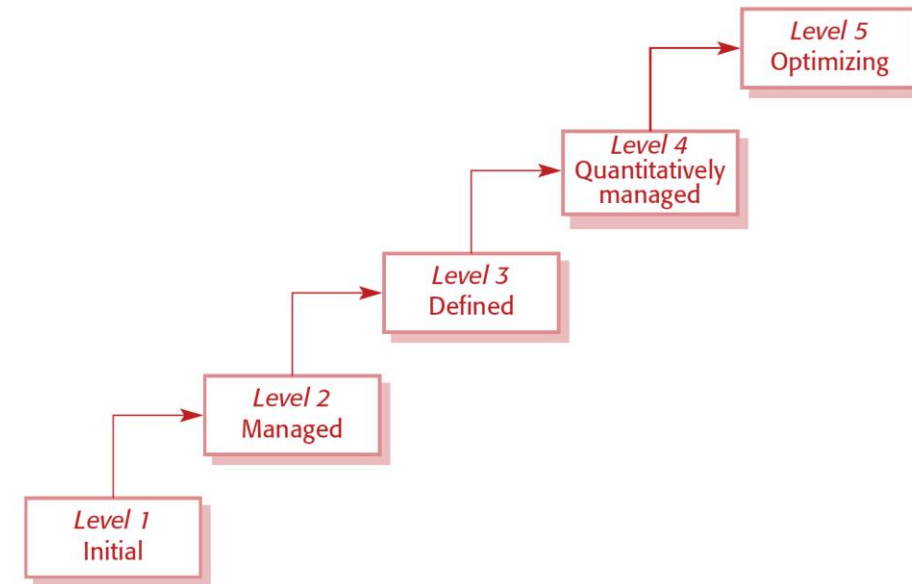 Level 5
Optimizing
Level 4
Quantitatively
managed
Level 3
Defined
Level 2
Managed
Level 1
Initial